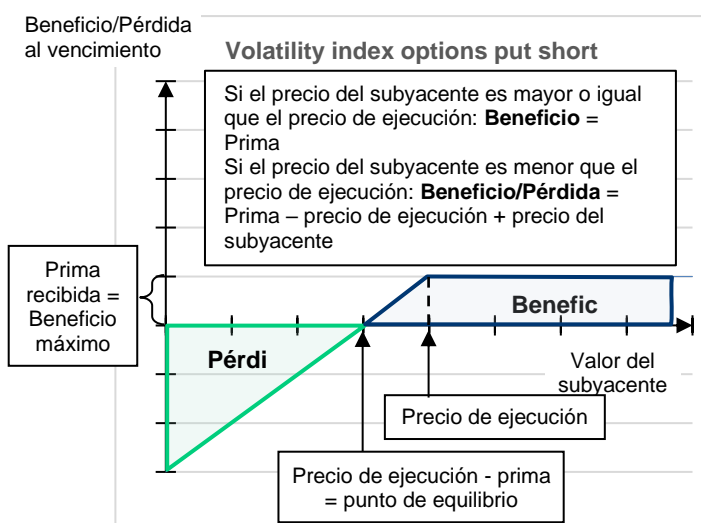 Beneficio/Pérdida
al vencimiento
Volatility index options put short
Si el precio del subyacente es mayor o igual
que el precio de ejecución: Beneficio =
Prima
Si el precio del subyacente es menor que el
precio de ejecución: Beneficio/Pérdida =
Prima – precio de ejecución + precio del
subyacente
Prima
recibida =
Beneficio
máximo
Benefic
Pérdi
Valor del
subyacente
Precio de ejecución
Precio de ejecución - prima
= punto de equilibrio